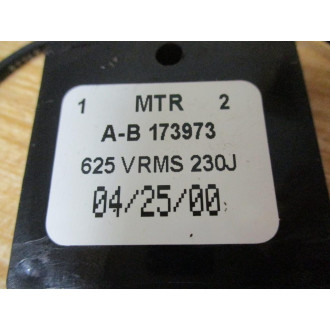 1 MTR 2
A-B 173973
625 VRMS 230J
04/25/00